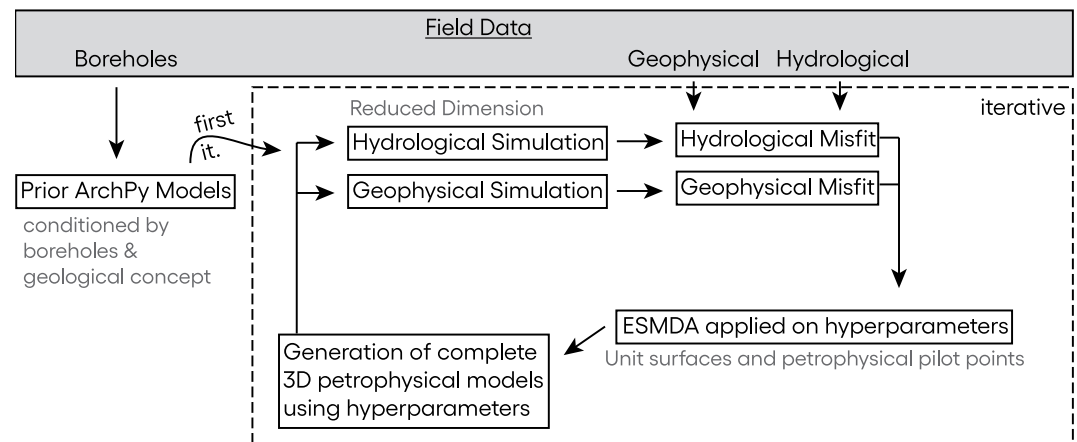 Field Data
Boreholes
Geophysical
Hydrological
first
it.
Reduced Dimension
iterative
Hydrological Simulation
Hydrological Misfit
Geophysical Simulation
Geophysical Misfit
Prior ArchPy Models
conditioned by
boreholes &
geological concept
ESMDA applied on hyperparameters
Unit surfaces and petrophysical pilot points
Generation of complete
3D petrophysical models
using hyperparameters